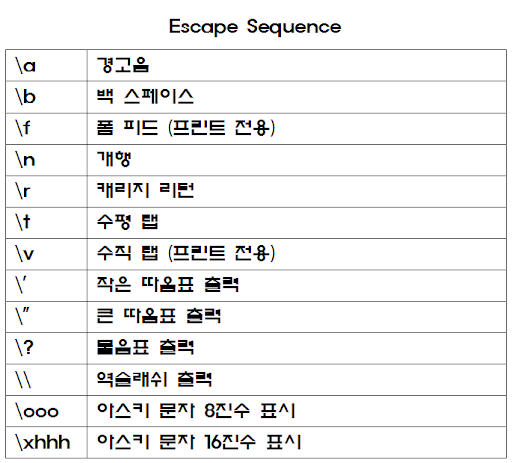 Escape Sequence
\a 경고음
\b 백 스페이스
\f 폼 피드 (프린트 전용)
\n 개행
\r 캐리지 리턴
\t 수평 탭
\v 수직 탭 (프린트 전용)
\' 작은 따옴표 출력
\" 큰 따옴표 출력
\? 물음표 출력
\\ 역슬래쉬 출력
\ooo 아스키 문자 8진수 표시
\xhhh 아스키 문자 16진수 표시